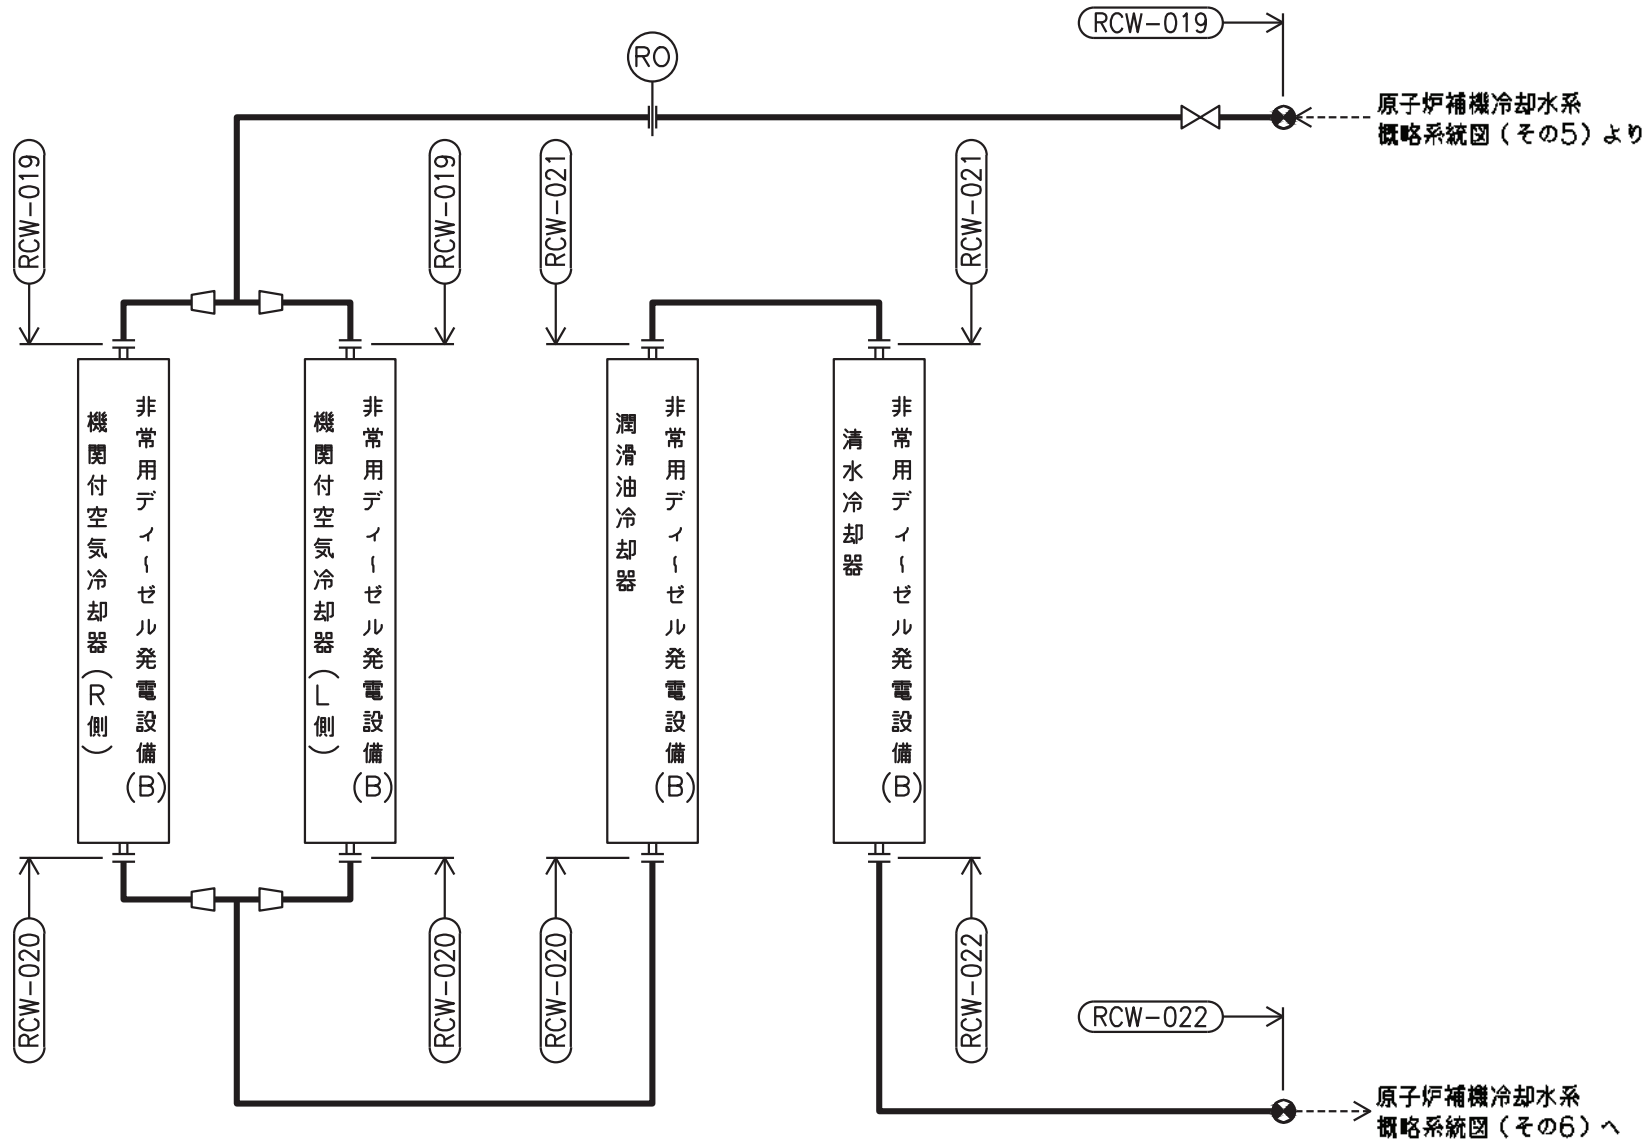 RCW-019
RO
原子炉補機冷却水系
概略系統図(その5)より
RCW-019
RCW-019
RCW-021
RCW-021
非常用ディーゼル発電設備(B)
機関付空気冷却器(R側)
非常用ディーゼル発電設備(B)
機関付空気冷却器(L側)
非常用ディーゼル発電設備(B)
潤滑油冷却器
非常用ディーゼル発電設備(B)
清水冷却器
RCW-020
RCW-020
RCW-020
RCW-022
RCW-022
原子炉補機冷却水系
概略系統図(その6)へ